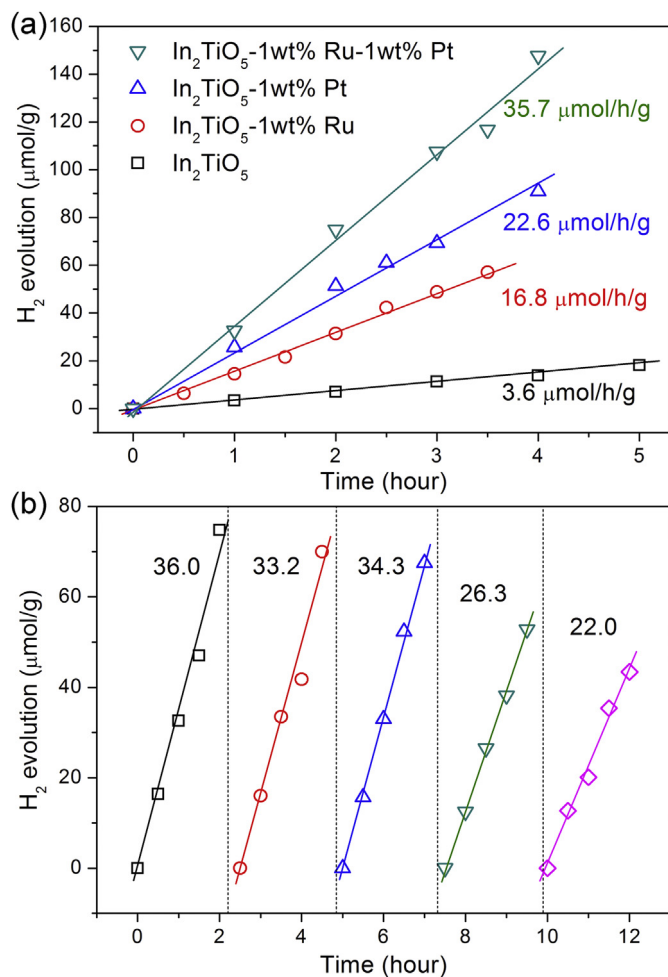 (a)
160
140
120
100
80
60
40
20
0
H₂ evolution (μmol/g)
In₂TiO₅-1wt% Ru-1wt% Pt
In₂TiO₅-1wt% Pt
In₂TiO₅-1wt% Ru
In₂TiO₅
35.7 μmol/h/g
22.6 μmol/h/g
16.8 μmol/h/g
3.6 μmol/h/g
0 1 2 3 4 5
Time (hour)
(b)
80
60
40
20
0
H₂ evolution (μmol/g)
36.0
33.2
34.3
26.3
22.0
0 2 4 6 8 10 12
Time (hour)